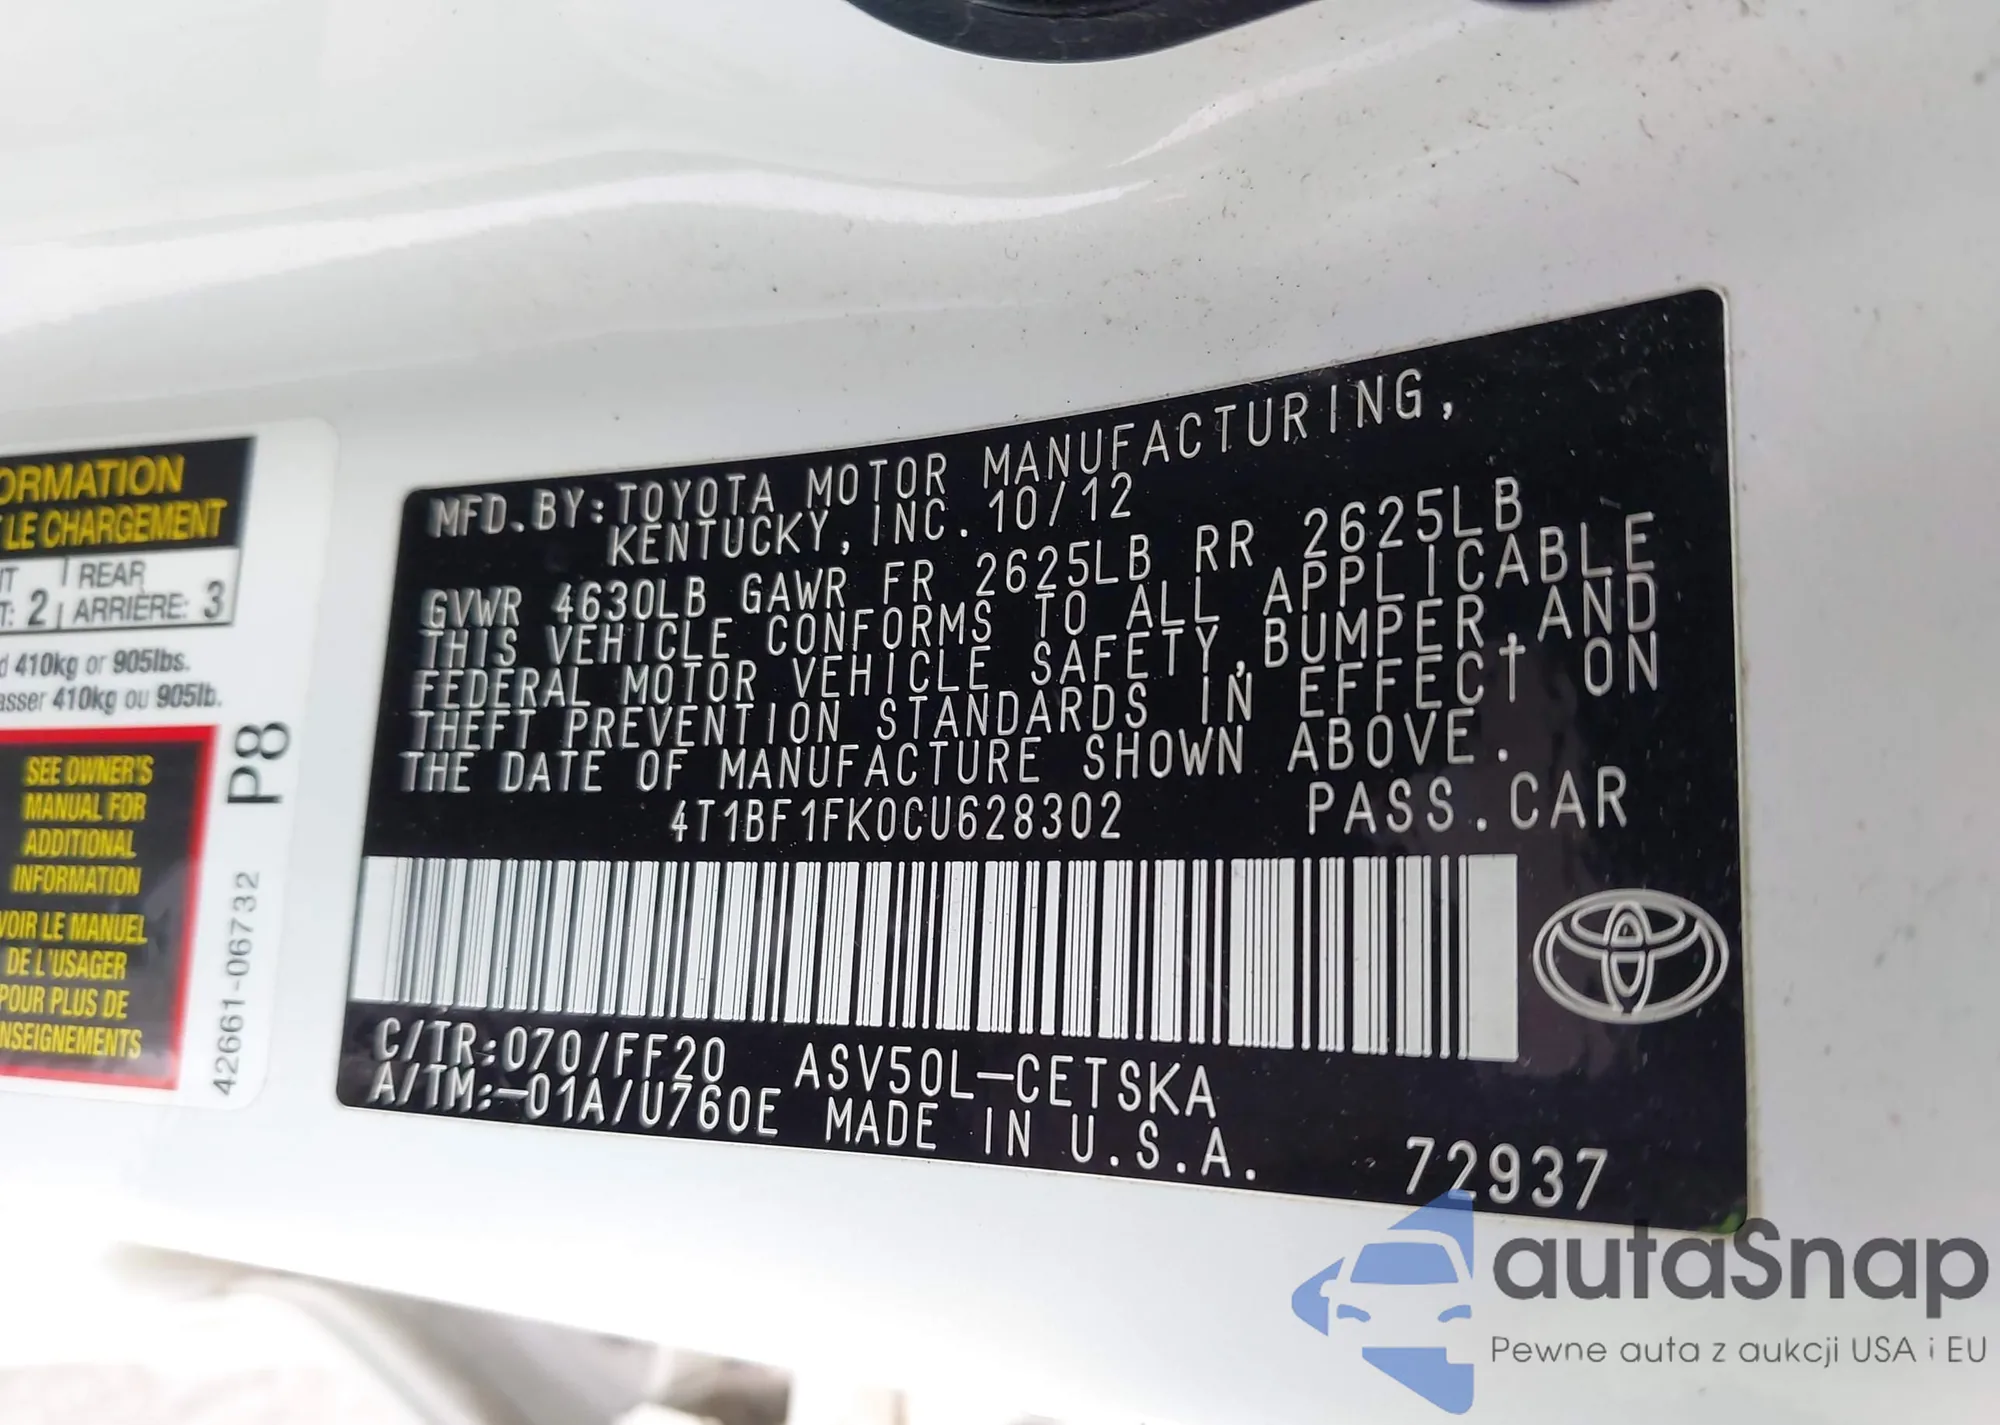 ORMATION
LE CHARGEMENT
REAR
2 ARRIÈRE: 3
410kg or 905lbs.
asser 410kg ou 905lb.
SEE OWNER'S
MANUAL FOR
ADDITIONAL
INFORMATION
VOIR LE MANUEL
DE L'USAGER
POUR PLUS DE
NSEIGNEMENTS
P8
42661-06732
MFD. BY: TOYOTA MOTOR MANUFACTURING,
KENTUCKY, INC. 10/12
GVWR 4630LB GAWR FR 2625LB RR 2625LB
THIS VEHICLE CONFORMS TO ALL APPLICABLE
FEDERAL MOTOR VEHICLE SAFETY, BUMPER, AND
THEFT PREVENTION STANDARDS IN EFFECT ON
THE DATE OF MANUFACTURE SHOWN ABOVE.
4T1BF1FK0CU628302 PASS. CAR
C/TR:070/FF20 ASV50L-CETSKA
A/TM:-01A/U760E MADE IN U.S.A.
72937
autaSnap
Pewne auta z aukcji USA i EU